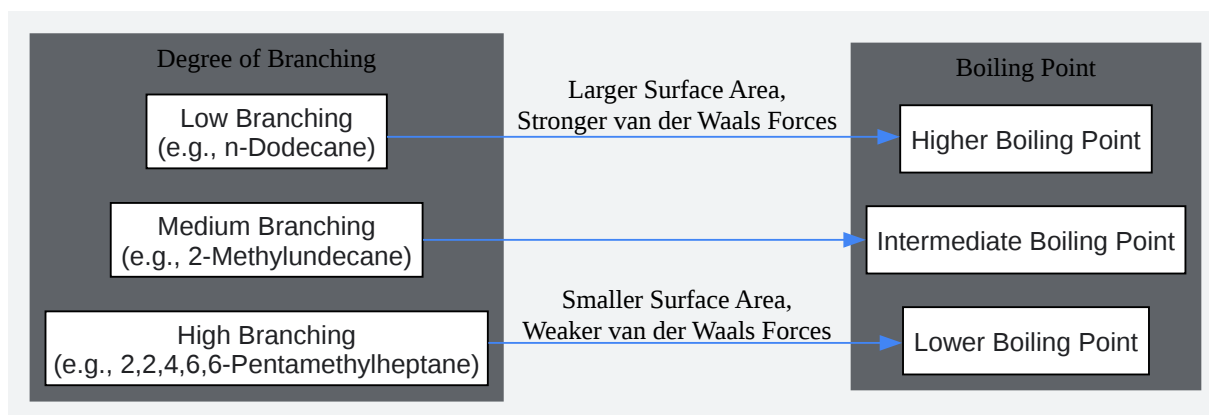 Degree of Branching
Low Branching
(e.g., n-Dodecane)
Medium Branching
(e.g., 2-Methylundecane)
High Branching
(e.g., 2,2,4,6,6-Pentamethylheptane)
Larger Surface Area,
Stronger van der Waals Forces
Smaller Surface Area,
Weaker van der Waals Forces
Boiling Point
Higher Boiling Point
Intermediate Boiling Point
Lower Boiling Point